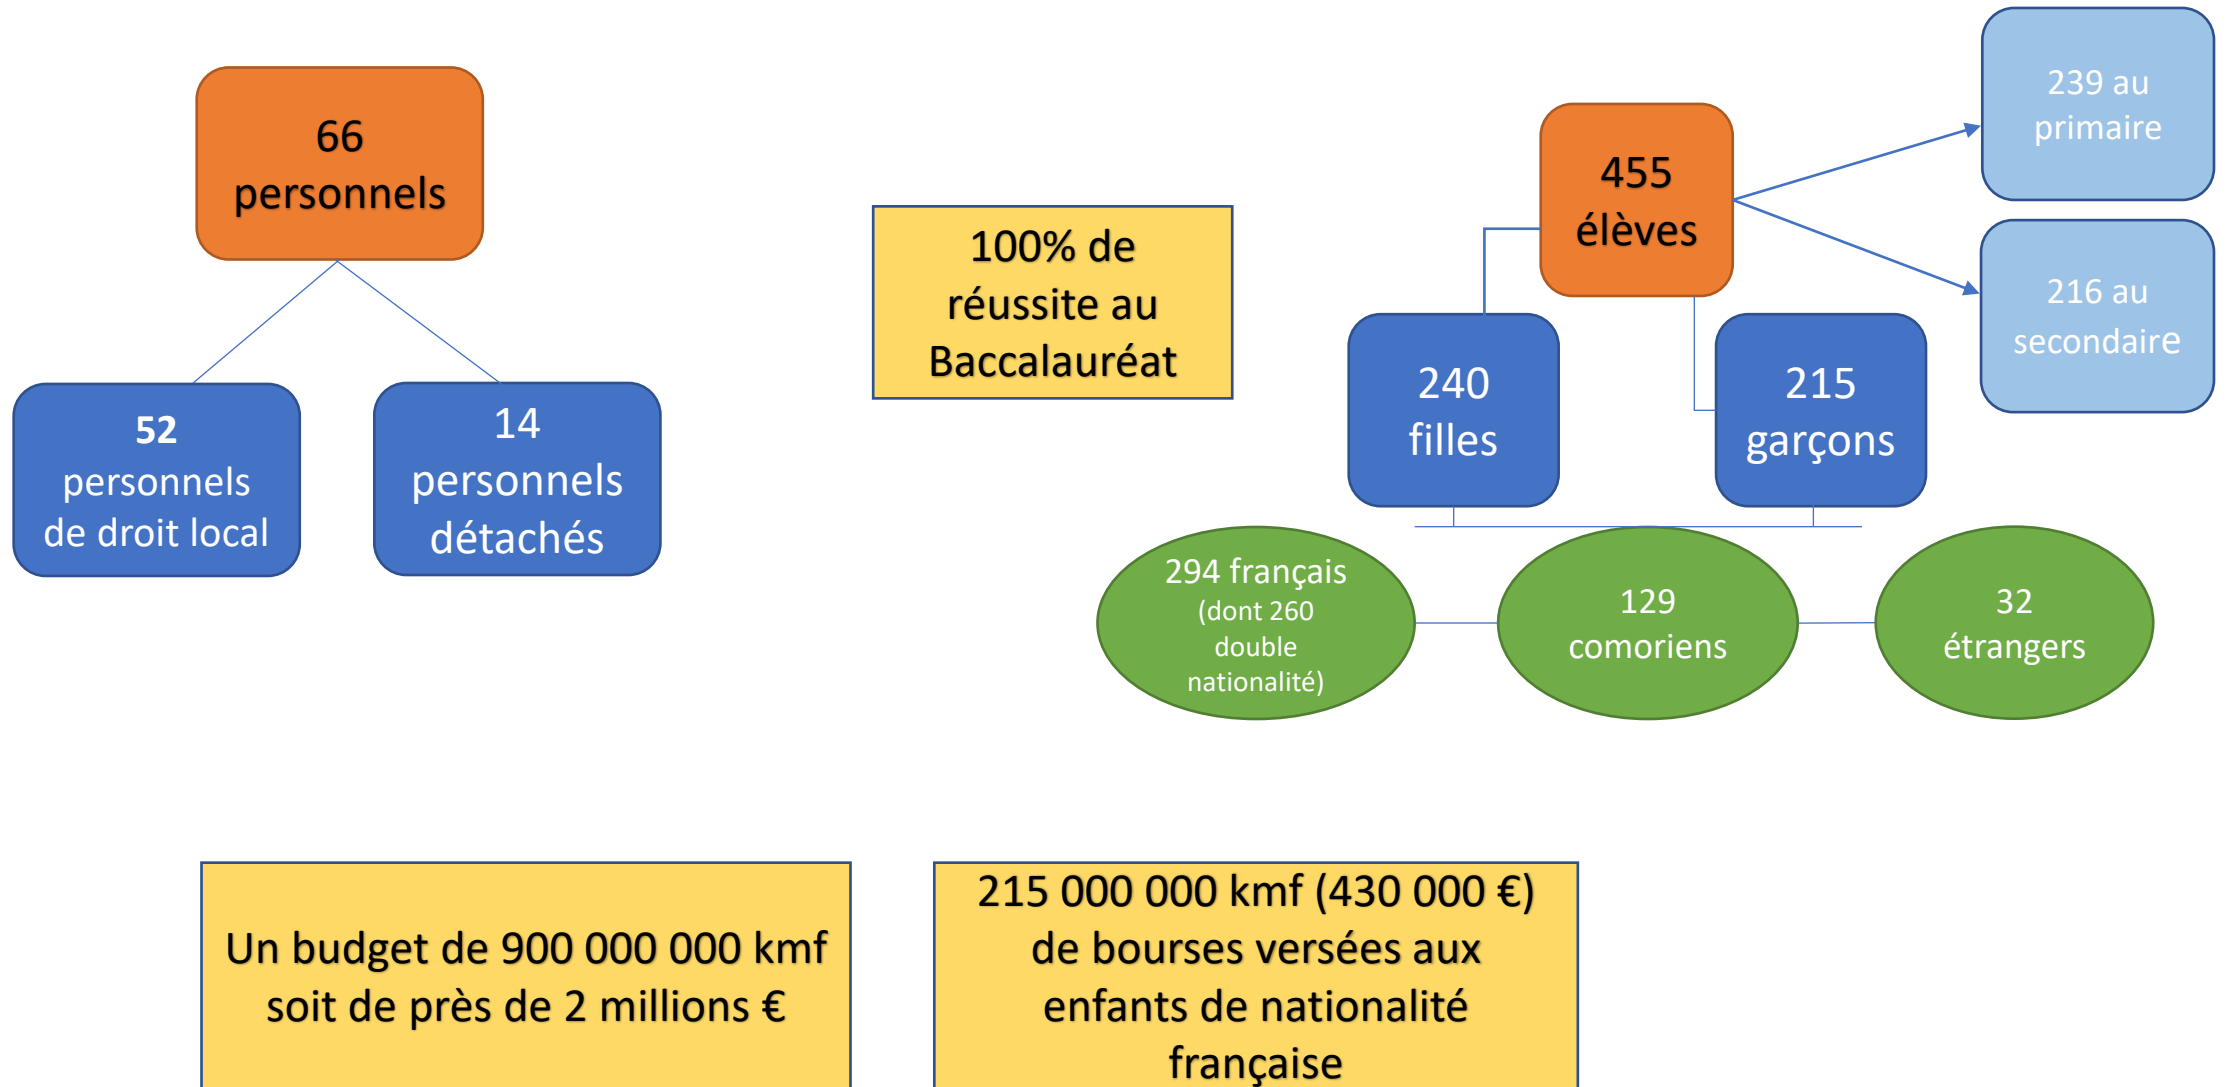 66
personnels
52
personnels
de droit local
14
personnels
détachés
100% de
réussite au
Baccalauréat
455
élèves
239 au
primaire
216 au
secondaire
240
filles
215
garçons
294 français
(dont 260
double
nationalité)
129
comoriens
32
étrangers
Un budget de 900 000 000 kmf
soit de près de 2 millions €
215 000 000 kmf (430 000 €)
de bourses versées aux
enfants de nationalité
française